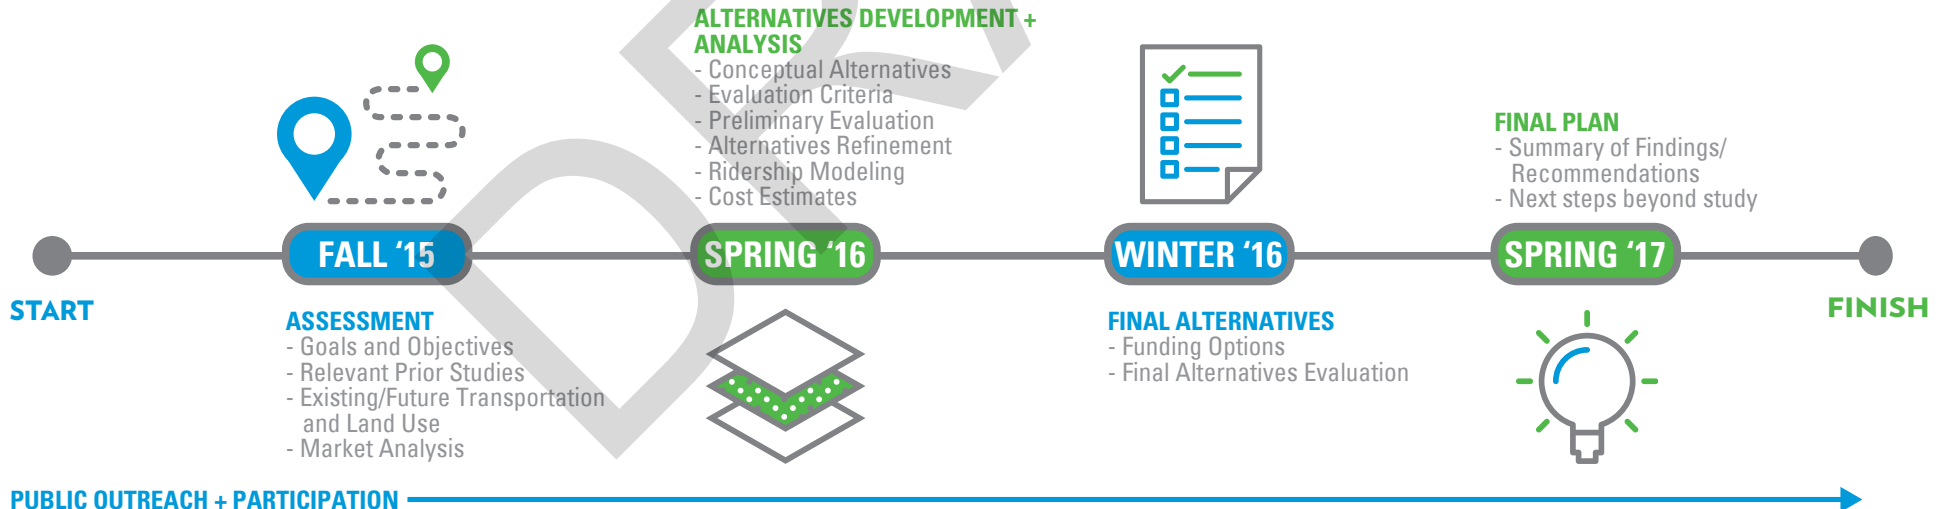 START
FALL ‘15
ASSESSMENT
- Goals and Objectives
- Relevant Prior Studies
- Existing/Future Transportation
and Land Use
- Market Analysis
ALTERNATIVES DEVELOPMENT +
ANALYSIS
- Conceptual Alternatives
- Evaluation Criteria
- Preliminary Evaluation
- Alternatives Refinement
- Ridership Modeling
- Cost Estimates
SPRING ‘16
WINTER ‘16
FINAL ALTERNATIVES
- Funding Options
- Final Alternatives Evaluation
FINAL PLAN
- Summary of Findings/
Recommendations
- Next steps beyond study
SPRING ‘17
FINISH
PUBLIC OUTREACH + PARTICIPATION